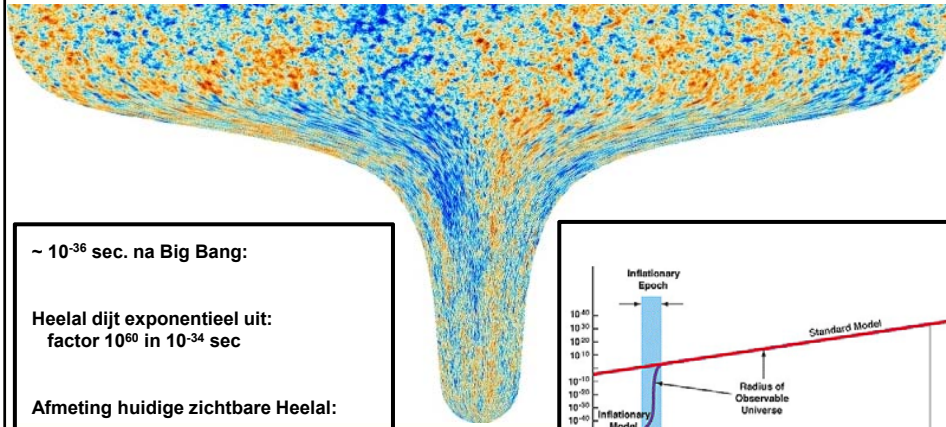 ~ 10⁻³⁶ sec. na Big Bang:
Heelal dijt exponentieel uit:
factor 10⁶⁰ in 10⁻³⁴ sec
Afmeting huidige zichtbare Heelal:
Inflationary
Epoch
10⁴⁰
10³⁰
10²⁰
10¹⁰
10⁻¹⁰
10⁻³⁰
10⁻⁴⁰
Standard Model
Radius of
Observable
Universe
Inflationary
Model